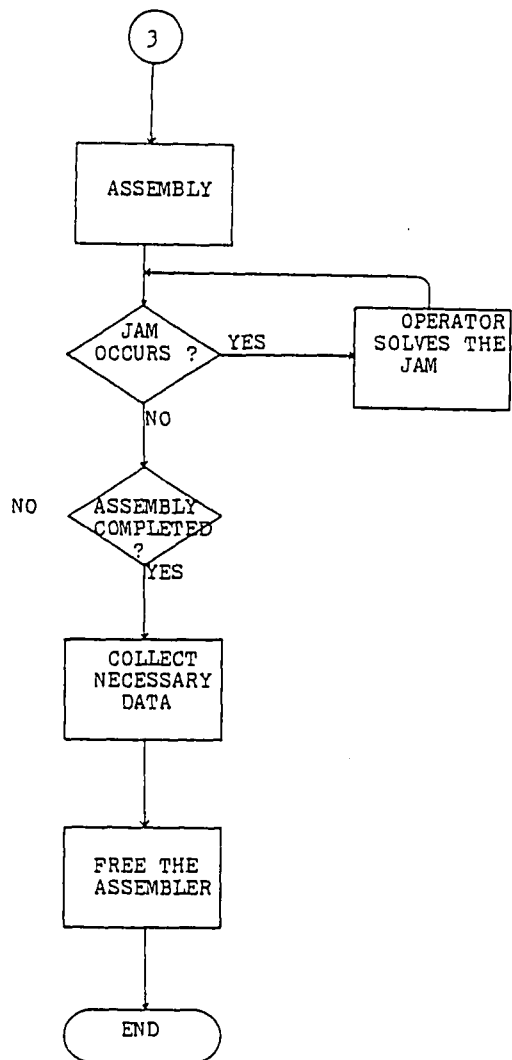 3
ASSEMBLY
JAM
OCCURS ?
YES
OPERATOR
SOLVES THE
JAM
NO
NO
ASSEMBLY
COMPLETED
?
YES
COLLECT
NECESSARY
DATA
FREE THE
ASSEMBLER
END